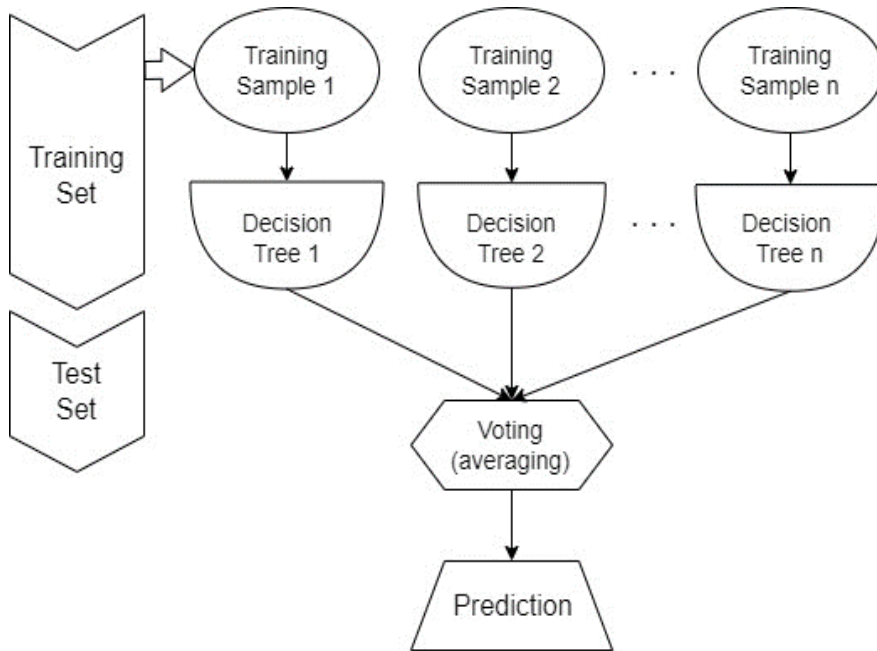 Training
Sample 1
Training
Sample 2
. . .
Training
Sample n
Training
Set
Decision
Tree 1
Decision
Tree 2
. . .
Decision
Tree n
Test
Set
Voting
(averaging)
Prediction